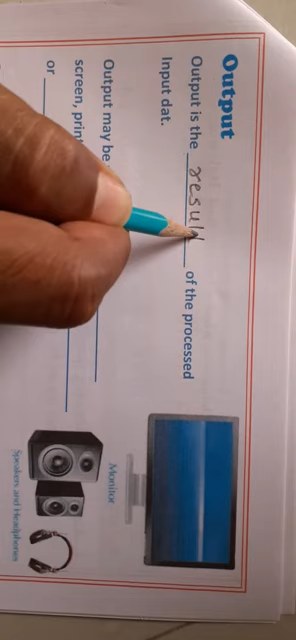 Output
Output is the result of the processed
Input dat.
Output may be
screen, print
or
Monitor
Speakers and Headphones